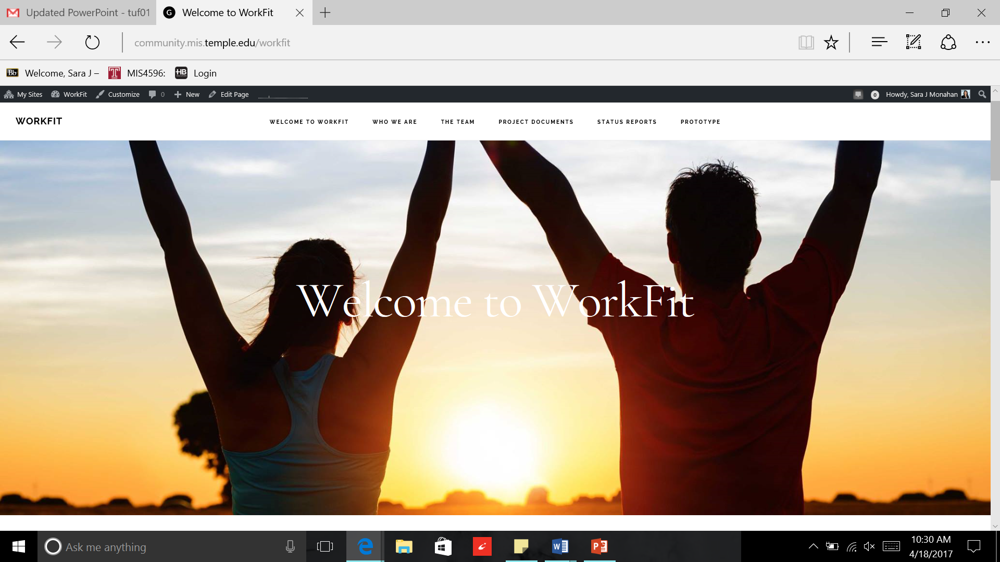 Updated PowerPoint - tuf01
G Welcome to WorkFit
community.mis.temple.edu/workfit
Bb Welcome, Sara J – T MIS4596: HB Login
My Sites WorkFit Customize 0 New Edit Page 0 Howdy, Sara J Monahan
WORKFIT WELCOME TO WORKFIT WHO WE ARE THE TEAM PROJECT DOCUMENTS STATUS REPORTS PROTOTYPE
Welcome to WorkFit
Ask me anything
10:30 AM
4/18/2017